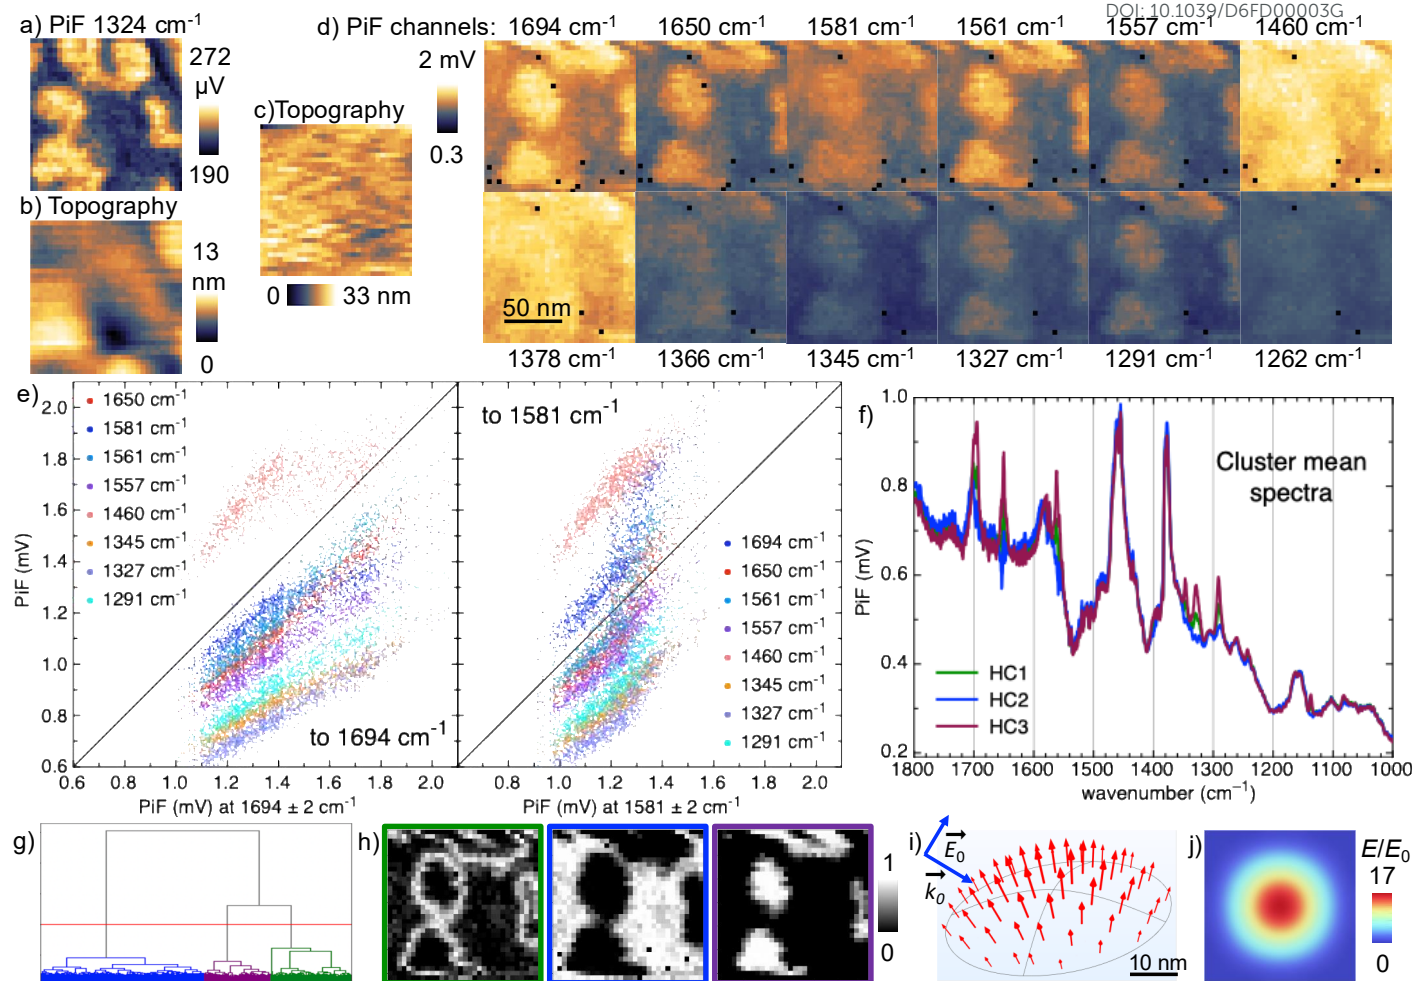 DOI: 10.1039/D6FD00003G
a) PiF 1324 cm⁻¹
272
µV
190
b) Topography
13
nm
0
c)Topography
0 33 nm
d) PiF channels: 1694 cm⁻¹ 1650 cm⁻¹ 1581 cm⁻¹ 1561 cm⁻¹ 1557 cm⁻¹ 1460 cm⁻¹
2 mV
0.3
50 nm
1378 cm⁻¹ 1366 cm⁻¹ 1345 cm⁻¹ 1327 cm⁻¹ 1291 cm⁻¹ 1262 cm⁻¹
e)
1650 cm⁻¹
1581 cm⁻¹
1561 cm⁻¹
1557 cm⁻¹
1460 cm⁻¹
1345 cm⁻¹
1327 cm⁻¹
1291 cm⁻¹
to 1694 cm⁻¹
2.0
1.8
1.6
1.4
1.2
1.0
0.8
0.6
PiF (mV)
0.6 0.8 1.0 1.2 1.4 1.6 1.8 2.0
PiF (mV) at 1694 ± 2 cm⁻¹
to 1581 cm⁻¹
1694 cm⁻¹
1650 cm⁻¹
1561 cm⁻¹
1557 cm⁻¹
1460 cm⁻¹
1345 cm⁻¹
1327 cm⁻¹
1291 cm⁻¹
0.8 1.0 1.2 1.4 1.6 1.8 2.0
PiF (mV) at 1581 ± 2 cm⁻¹
f)
1.0
0.8
0.6
0.4
0.2
PiF (mV)
Cluster mean
spectra
HC1
HC2
HC3
1800 1700 1600 1500 1400 1300 1200 1100 1000
wavenumber (cm⁻¹)
g)
h)
1
0
i)
E₀
k₀
10 nm
j)
E/E₀
17
0